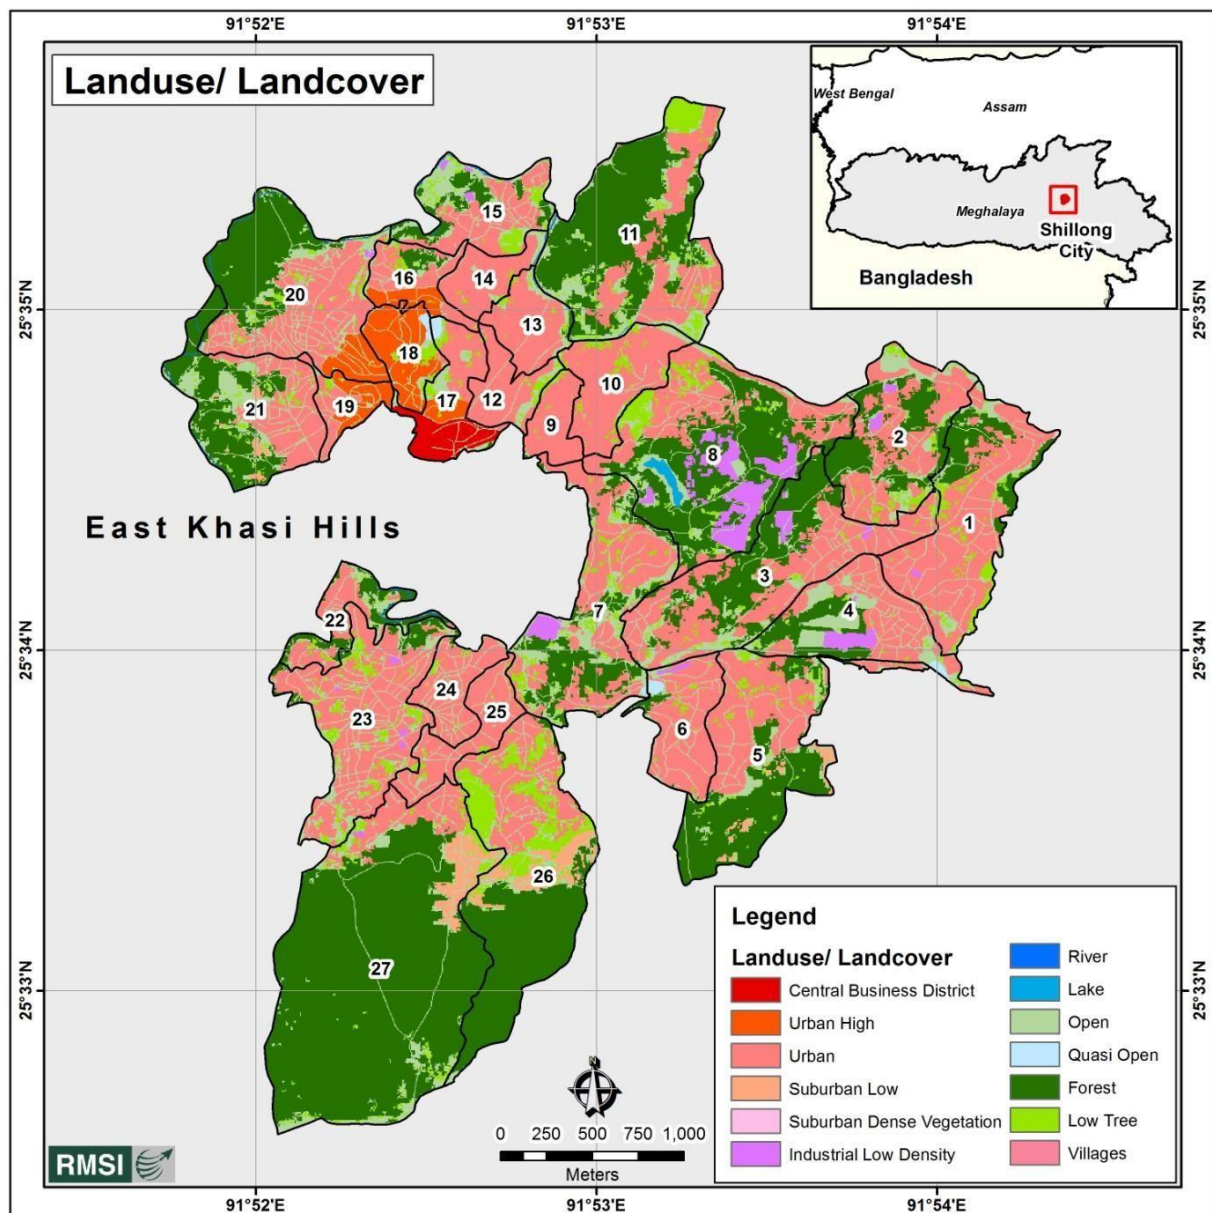 91°52'E
91°53'E
91°54'E
Landuse/ Landcover
West Bengal
Assam
Meghalaya
Shillong
City
Bangladesh
25°35'N
25°35'N
15
11
16
14
20
13
18
10
17
12
19
21
9
2
8
1
East Khasi Hills
3
4
7
22
25°34'N
25°34'N
24
25
23
6
5
26
27
25°33'N
25°33'N
Legend
Landuse/ Landcover
Central Business District
Urban High
Urban
Suburban Low
Suburban Dense Vegetation
Industrial Low Density
River
Lake
Open
Quasi Open
Forest
Low Tree
Villages
N
0 250 500 750 1,000
Meters
RMSI
91°52'E
91°53'E
91°54'E